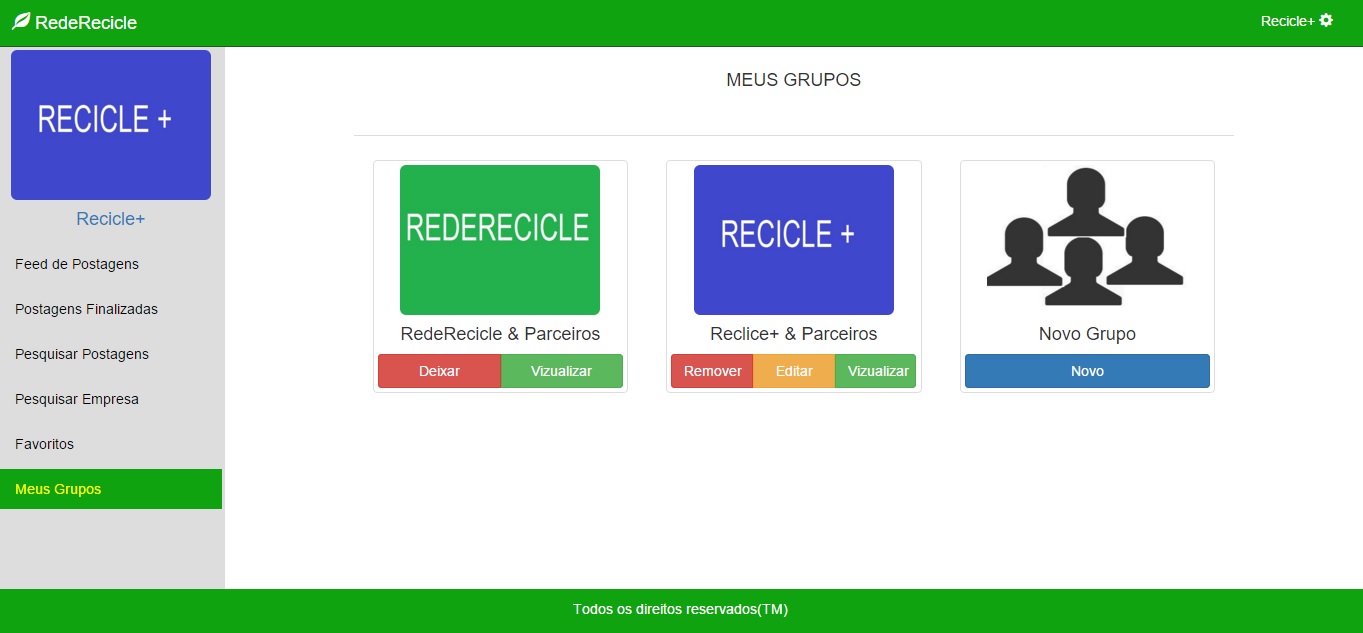 RedeRecicle
Recicle+
RECICLE +
Recicle+
Feed de Postagens
Postagens Finalizadas
Pesquisar Postagens
Pesquisar Empresa
Favoritos
Meus Grupos
MEUS GRUPOS
REDERECICLE
RedeRecicle & Parceiros
Deixar Vizualizar
RECICLE +
Reclice+ & Parceiros
Remover Editar Vizualizar
Novo Grupo
Novo
Todos os direitos reservados(TM)